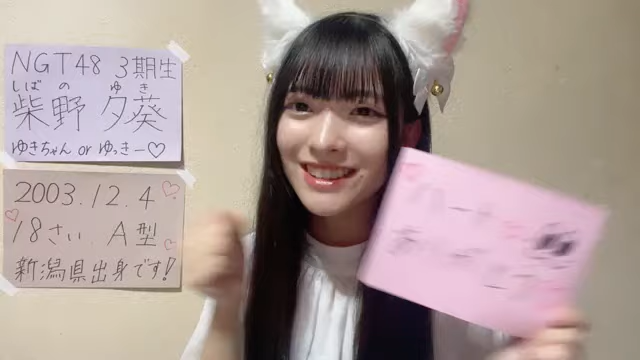 NGT48 3期生
しばの ゆき
柴野 夕葵
ゆきちゃん or ゆっきー♡
2003.12.4
18さい A型
新潟県出身です!